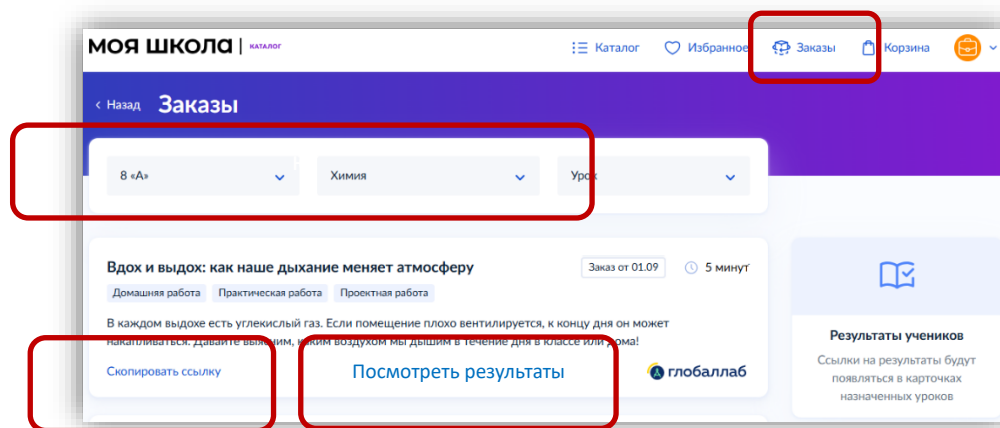 МОЯ ШКОЛА | КАТАЛОГ
Каталог Избранное Заказы Корзина
Назад Заказы
8 «А» Химия Урок
Вдох и выдох: как наше дыхание меняет атмосферу
Заказ от 01.09 5 минут
Домашняя работа Практическая работа Проектная работа
В каждом выдохе есть углекислый газ. Если помещение плохо вентилируется, к концу дня он может
накапливаться. Давайте выясним, каким воздухом мы дышим в течение дня в классе или дома!
Скопировать ссылку Посмотреть результаты глобаллаб
Результаты учеников
Ссылки на результаты будут
появляться в карточках
назначенных уроков